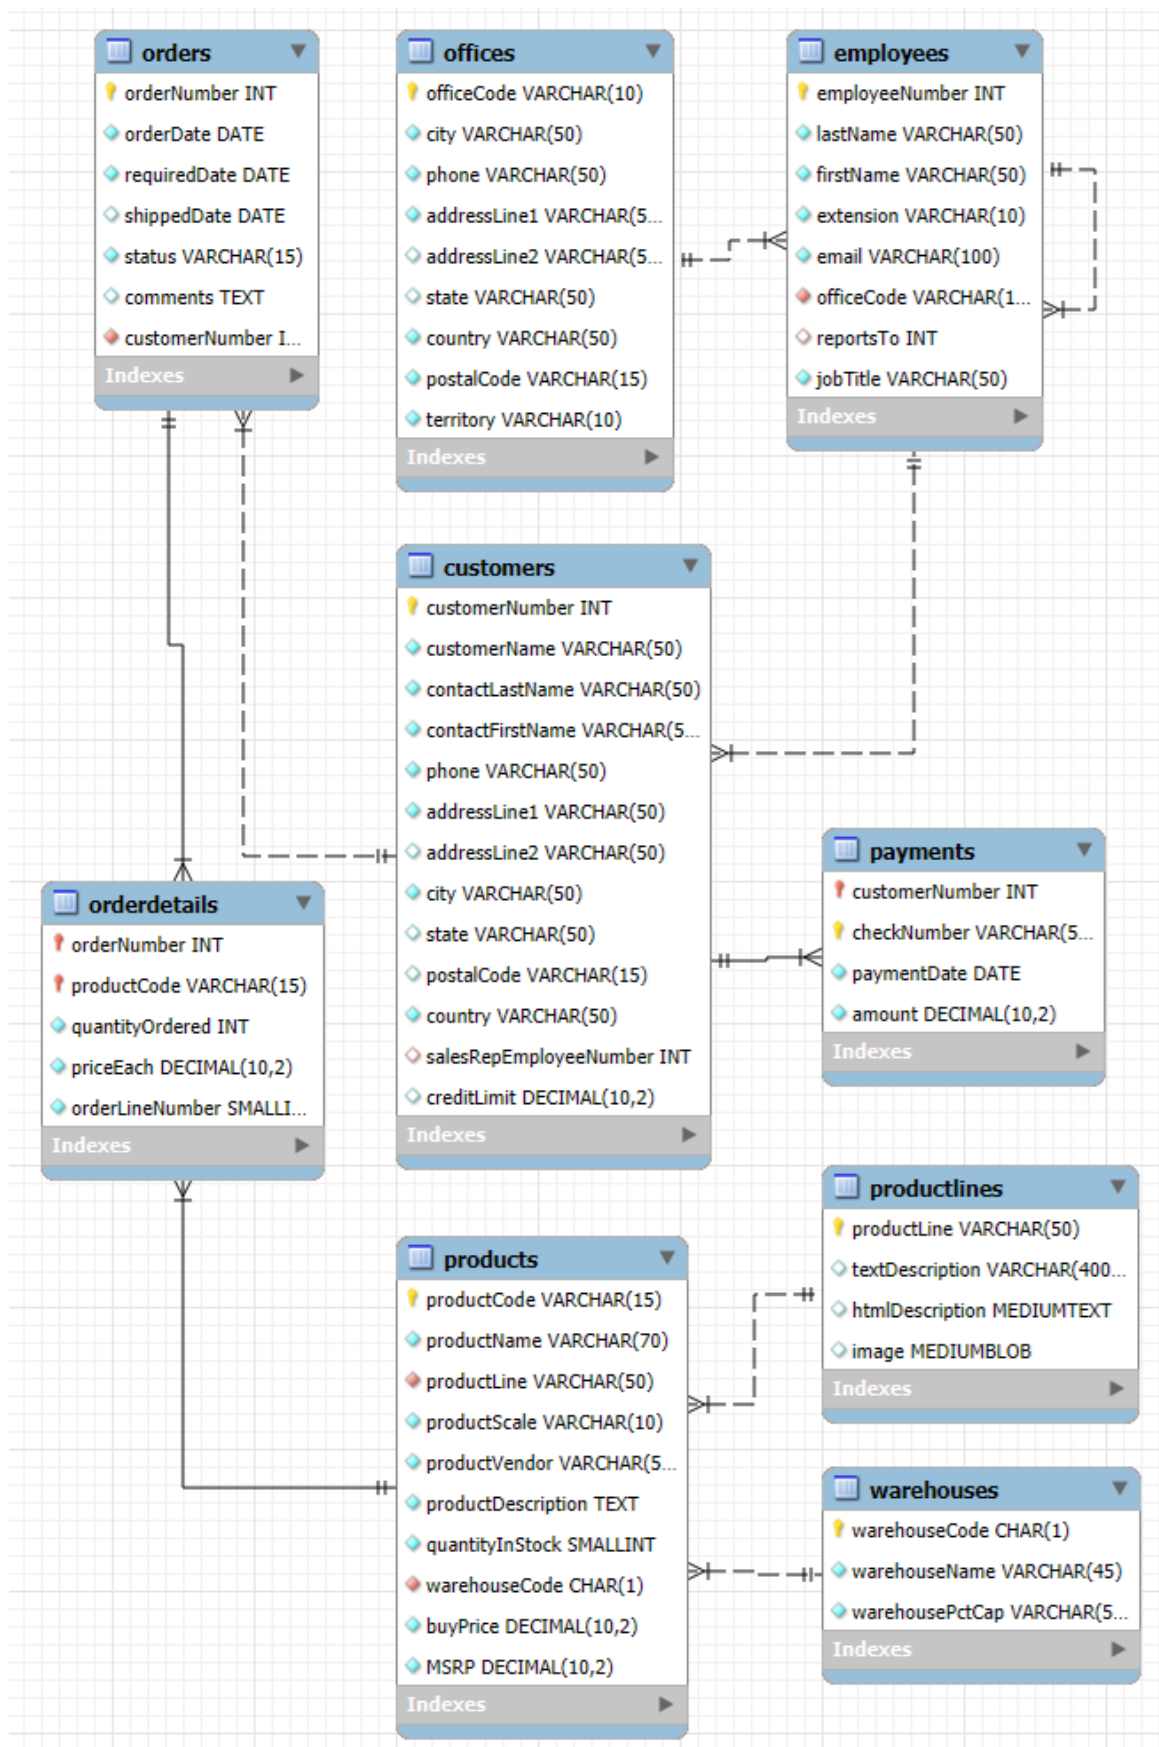 orders
orderNumber INT
orderDate DATE
requiredDate DATE
shippedDate DATE
status VARCHAR(15)
comments TEXT
customerNumber I...
Indexes
offices
officeCode VARCHAR(10)
city VARCHAR(50)
phone VARCHAR(50)
addressLine1 VARCHAR(5...
addressLine2 VARCHAR(5...
state VARCHAR(50)
country VARCHAR(50)
postalCode VARCHAR(15)
territory VARCHAR(10)
Indexes
employees
employeeNumber INT
lastName VARCHAR(50)
firstName VARCHAR(50)
extension VARCHAR(10)
email VARCHAR(100)
officeCode VARCHAR(1...
reportsTo INT
jobTitle VARCHAR(50)
Indexes
customers
customerNumber INT
customerName VARCHAR(50)
contactLastName VARCHAR(50)
contactFirstName VARCHAR(5...
phone VARCHAR(50)
addressLine1 VARCHAR(50)
addressLine2 VARCHAR(50)
city VARCHAR(50)
state VARCHAR(50)
postalCode VARCHAR(15)
country VARCHAR(50)
salesRepEmployeeNumber INT
creditLimit DECIMAL(10,2)
Indexes
payments
customerNumber INT
checkNumber VARCHAR(5...
paymentDate DATE
amount DECIMAL(10,2)
Indexes
orderdetails
orderNumber INT
productCode VARCHAR(15)
quantityOrdered INT
priceEach DECIMAL(10,2)
orderLineNumber SMALLI...
Indexes
productlines
productLine VARCHAR(50)
textDescription VARCHAR(400...
htmlDescription MEDIUMTEXT
image MEDIUMBLOB
Indexes
products
productCode VARCHAR(15)
productName VARCHAR(70)
productLine VARCHAR(50)
productScale VARCHAR(10)
productVendor VARCHAR(5...
productDescription TEXT
quantityInStock SMALLINT
warehouseCode CHAR(1)
buyPrice DECIMAL(10,2)
MSRP DECIMAL(10,2)
Indexes
warehouses
warehouseCode CHAR(1)
warehouseName VARCHAR(45)
warehousePctCap VARCHAR(5...
Indexes